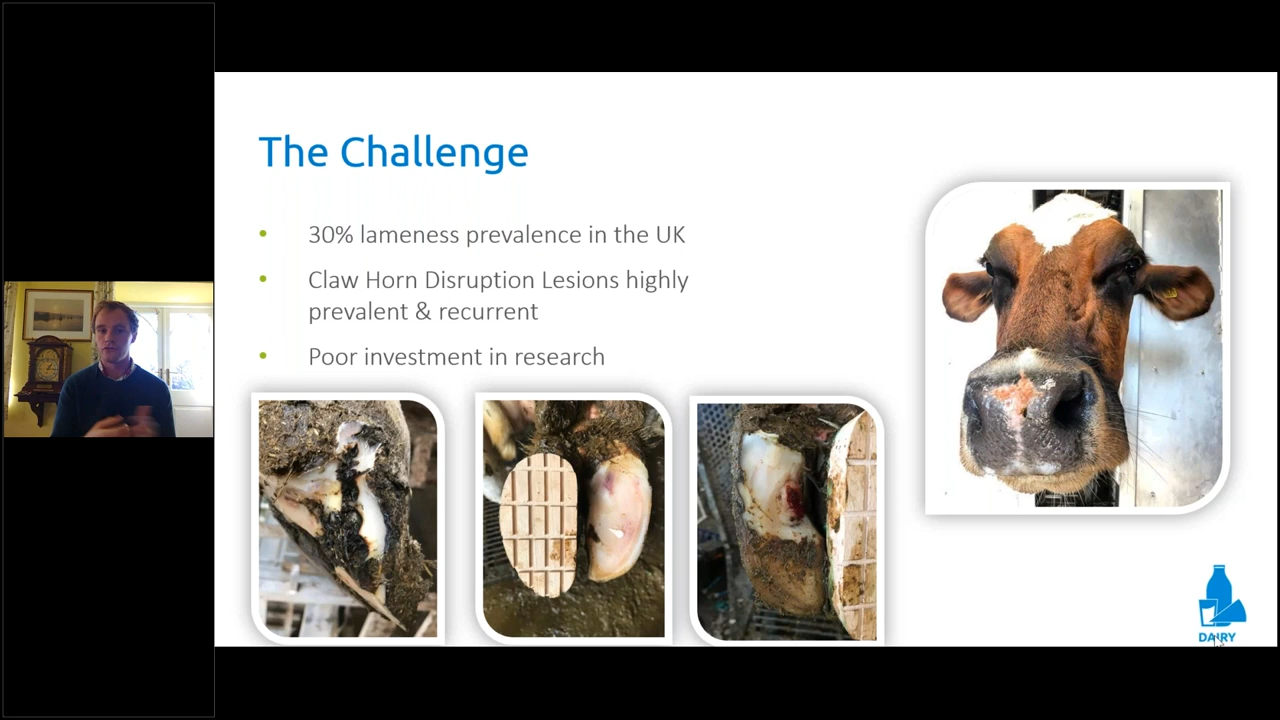 The Challenge
• 30% lameness prevalence in the UK
• Claw Horn Disruption Lesions highly
prevalent & recurrent
• Poor investment in research
DAIRY